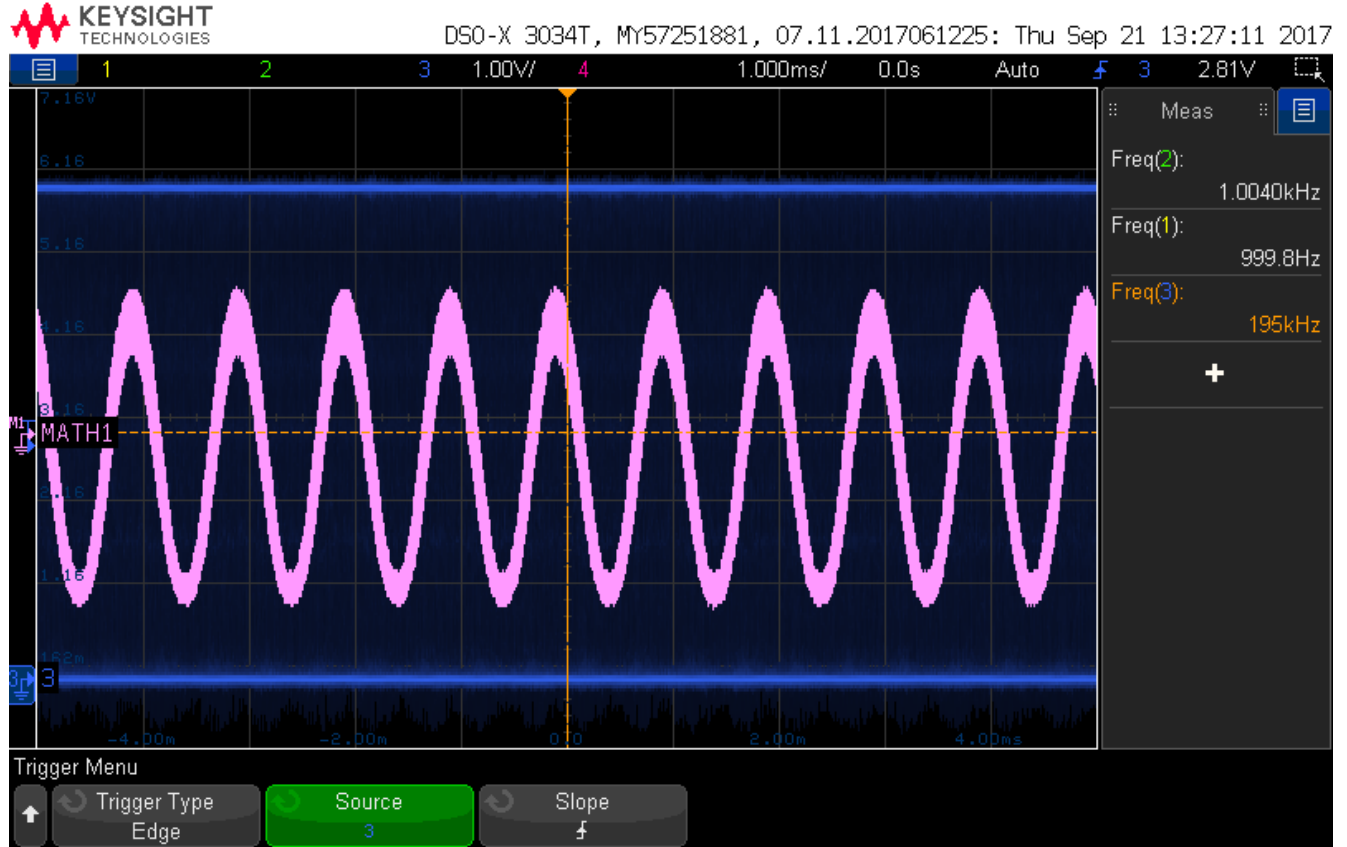 KEYSIGHT
TECHNOLOGIES
DSO-X 3034T, MY57251881, 07.11.2017061225: Thu Sep 21 13:27:11 2017
1 2 3 1.00V/ 4 1.000ms/ 0.0s Auto 3 2.81V
7.16V
6.16
5.16
4.16
3.16
M1
MATH1
2.16
1.16
162m
3 3
-4.00m -2.00m 0.0 2.00m 4.00ms
Meas
Freq(2):
1.0040kHz
Freq(1):
999.8Hz
Freq(3):
195kHz
+
Trigger Menu
Trigger Type Source Slope
Edge 3